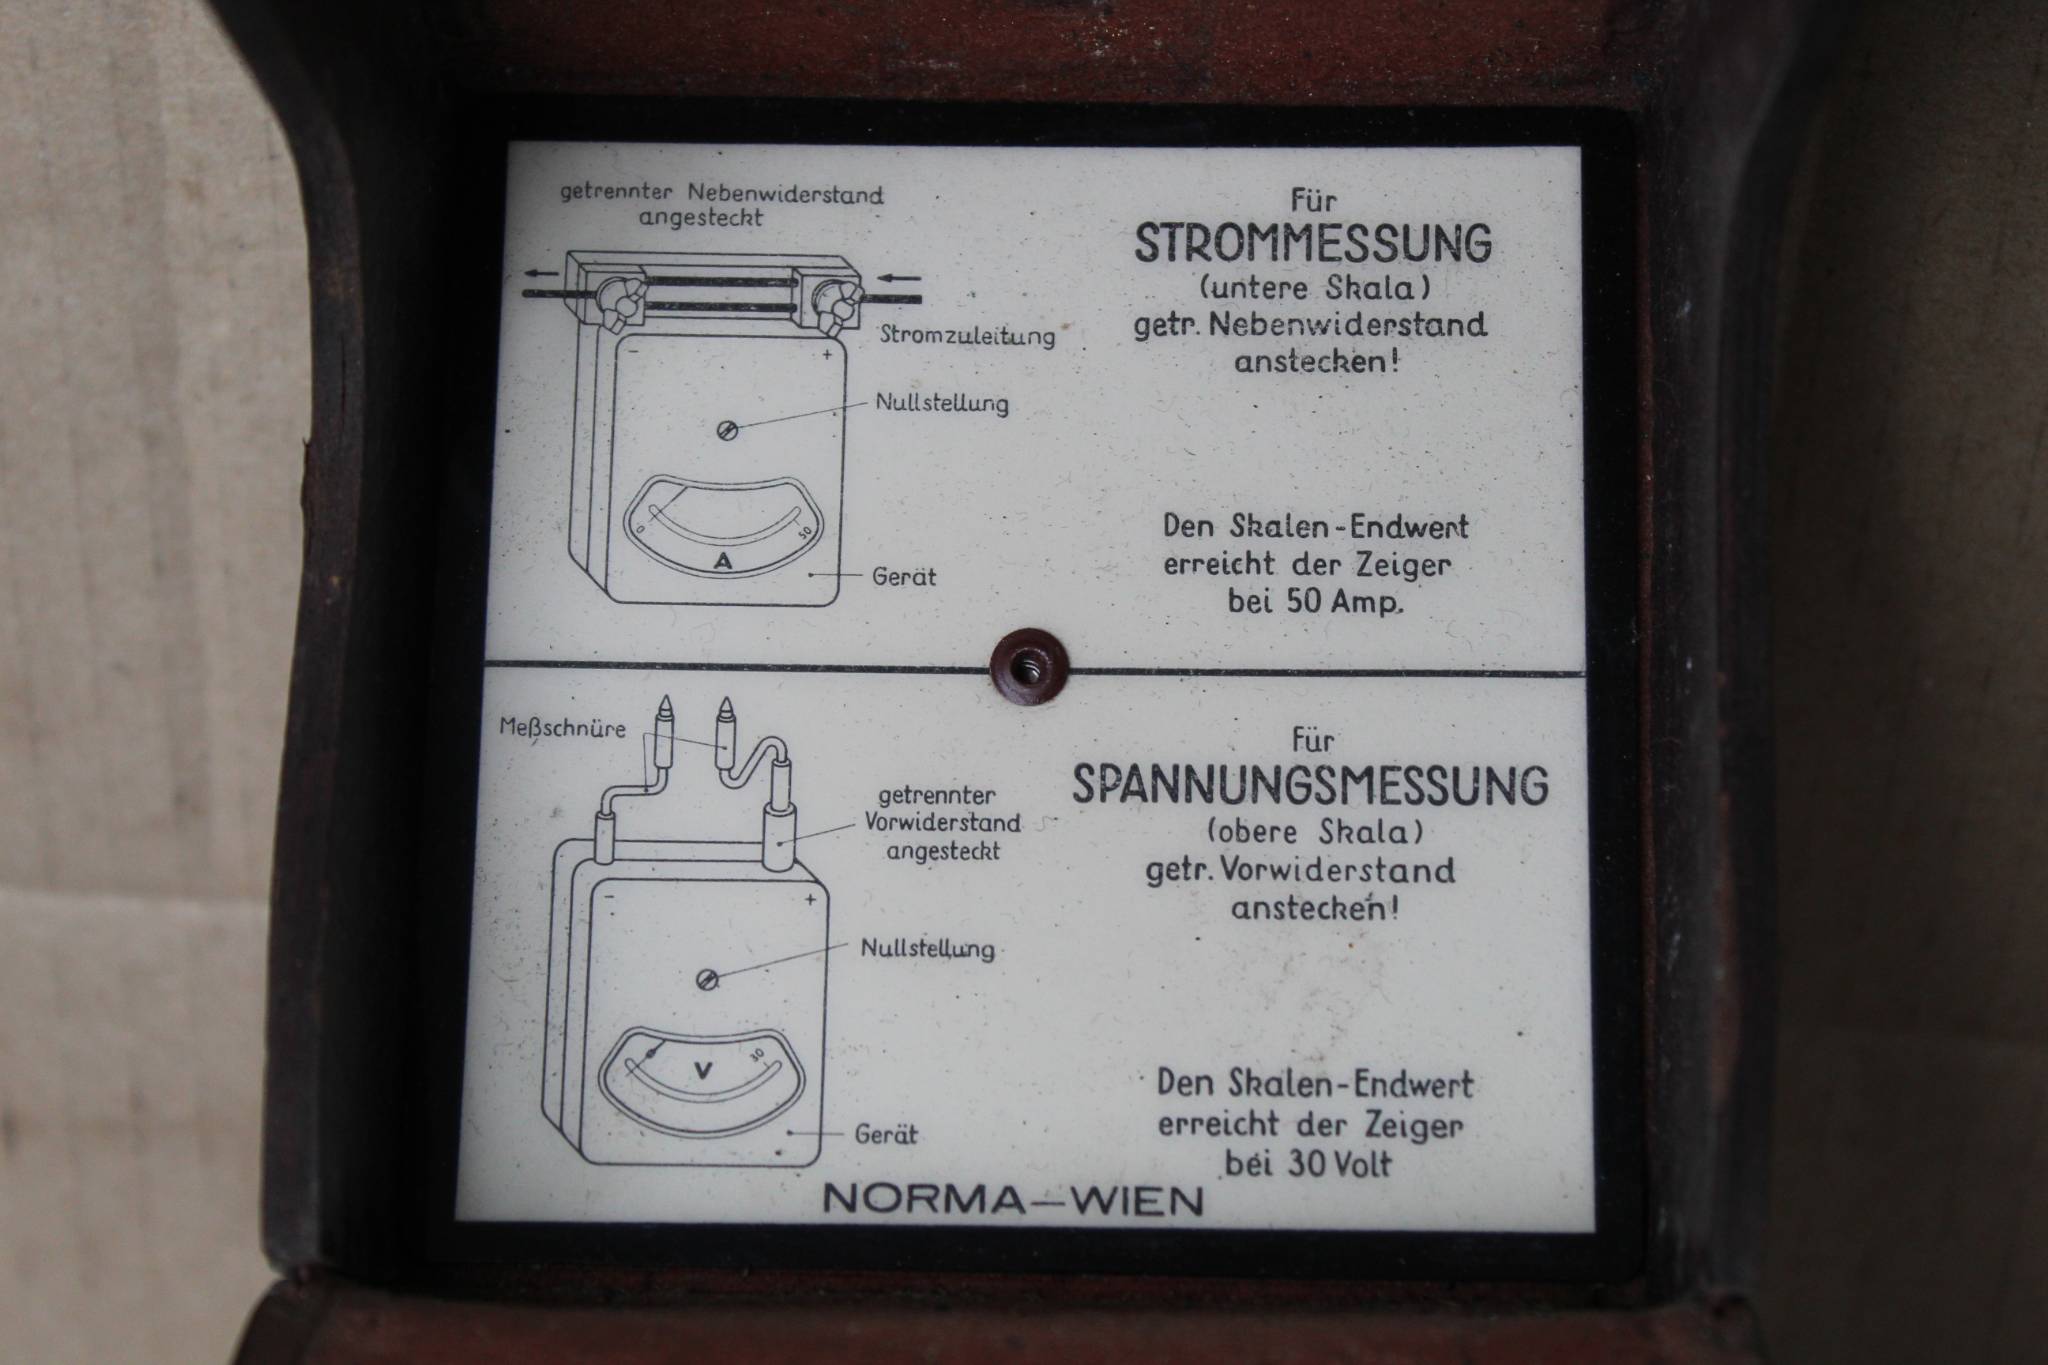 getrennter Nebenwiderstand
angesteckt
Stromzuleitung
- +
Nullstellung
0 50
A
Gerät
Für
STROMMESSUNG
(untere Skala)
getr. Nebenwiderstand
anstecken!
Den Skalen-Endwert
erreicht der Zeiger
bei 50 Amp.
Meßschnüre
getrennter
Vorwiderstand
angesteckt
- +
Nullstellung
0 30
V
Gerät
Für
SPANNUNGSMESSUNG
(obere Skala)
getr. Vorwiderstand
anstecken!
Den Skalen-Endwert
erreicht der Zeiger
bei 30 Volt
NORMA-WIEN